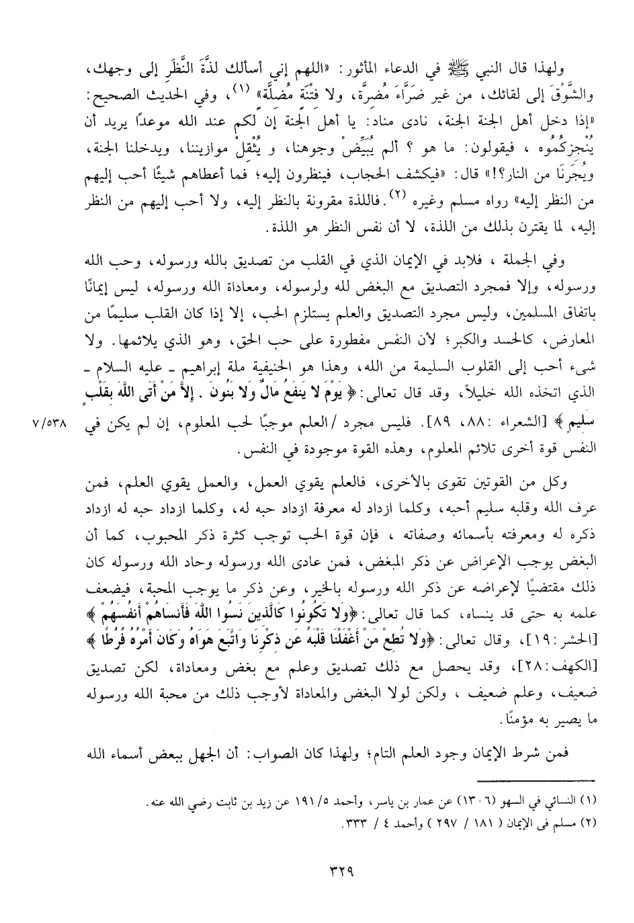 ولهذا قال النبي ﷺ في الدعاء المأثور: «اللهم إني أسألك لذَّةَ النَّظَرِ إلى وجهك،
والشَّوْقَ إلى لقائك، من غير ضَرَّاءَ مُضِرَّة، ولا فِتْنَة مُضِلَّة» (١)، وفي الحديث الصحيح:
«إذا دخل أهل الجنة الجنة، نادى مناد: يا أهل الجنة إن لكم عند الله موعدًا يريد أن
يُنْجِزكُمُوه ، فيقولون: ما هو ؟ ألم يُبَيِّضْ وجوهنا، و يُثْقِلْ موازيننا، ويدخلنا الجنة،
ويُجَرنَا من النار؟!» قال: «فيكشف الحجاب، فينظرون إليه؛ فما أعطاهم شيئًا أحب إليهم
من النظر إليه» رواه مسلم وغيره (٢). فاللذة مقرونة بالنظر إليه، ولا أحب إليهم من النظر
إليه، لما يقترن بذلك من اللذة، لا أن نفس النظر هو اللذة.
وفي الجملة ، فلابد في الإيمان الذي في القلب من تصديق بالله ورسوله، وحب الله
ورسوله، وإلا فمجرد التصديق مع البغض لله ولرسوله، ومعاداة الله ورسوله، ليس إيمانًا
باتفاق المسلمين، وليس مجرد التصديق والعلم يستلزم الحب، إلا إذا كان القلب سليمًا من
المعارض، كالحسد والكبر؛ لأن النفس مفطورة على حب الحق، وهو الذي يلائمها. ولا
شىء أحب إلى القلوب السليمة من الله، وهذا هو الحنيفية ملة إبراهيم ـ عليه السلام ـ
الذي اتخذه الله خليلاً، وقد قال تعالى: ﴿ يَوْمَ لا يَنفَعُ مَالٌ وَلا بَنُونَ . إِلاَّ مَنْ أَتَى اللَّهَ بِقَلْبٍ
سَلِيمٍ ﴾ [الشعراء :٨٨، ٨٩]. فليس مجرد /العلم موجبًا لحب المعلوم، إن لم يكن في
٧/٥٣٨
النفس قوة أخرى تلائم المعلوم، وهذه القوة موجودة في النفس.
وكل من القوتين تقوى بالأخرى، فالعلم يقوي العمل، والعمل يقوي العلم، فمن
عرف الله وقلبه سليم أحبه، وكلما ازداد له معرفة ازداد حبه له، وكلما ازداد حبه له ازداد
ذكره له ومعرفته بأسمائه وصفاته ، فإن قوة الحب توجب كثرة ذكر المحبوب، كما أن
البغض يوجب الإعراض عن ذكر المبغض، فمن عادى الله ورسوله وحاد الله ورسوله كان
ذلك مقتضيًا لإعراضه عن ذكر الله ورسوله بالخير، وعن ذكر ما يوجب المحبة، فيضعف
علمه به حتى قد ينساه، كما قال تعالى: ﴿وَلا تَكُونُوا كَالَّذِينَ نَسُوا اللَّهَ فَأَنسَاهُمْ أَنفُسَهُمْ ﴾
[الحشر:١٩]، وقال تعالى: ﴿وَلا تُطِعْ مَنْ أَغْفَلْنَا قَلْبَهُ عَن ذِكْرِنَا وَاتَّبَعَ هَوَاهُ وَكَانَ أَمْرُهُ فُرُطًا ﴾
[الكهف:٢٨]، وقد يحصل مع ذلك تصديق وعلم مع بغض ومعاداة، لكن تصديق
ضعيف، وعلم ضعيف ، ولكن لولا البغض والمعاداة لأوجب ذلك من محبة الله ورسوله
ما يصير به مؤمنًا.
فمن شرط الإيمان وجود العلم التام؛ ولهذا كان الصواب: أن الجهل ببعض أسماء الله
(١) النسائي في السهو (١٣٠٦) عن عمار بن ياسر، وأحمد ١٩١/٥ عن زيد بن ثابت رضي الله عنه.
(٢) مسلم فى الإيمان ( ١٨١ / ٢٩٧ ) وأحمد ٤ / ٣٣٣.
٣٢٩